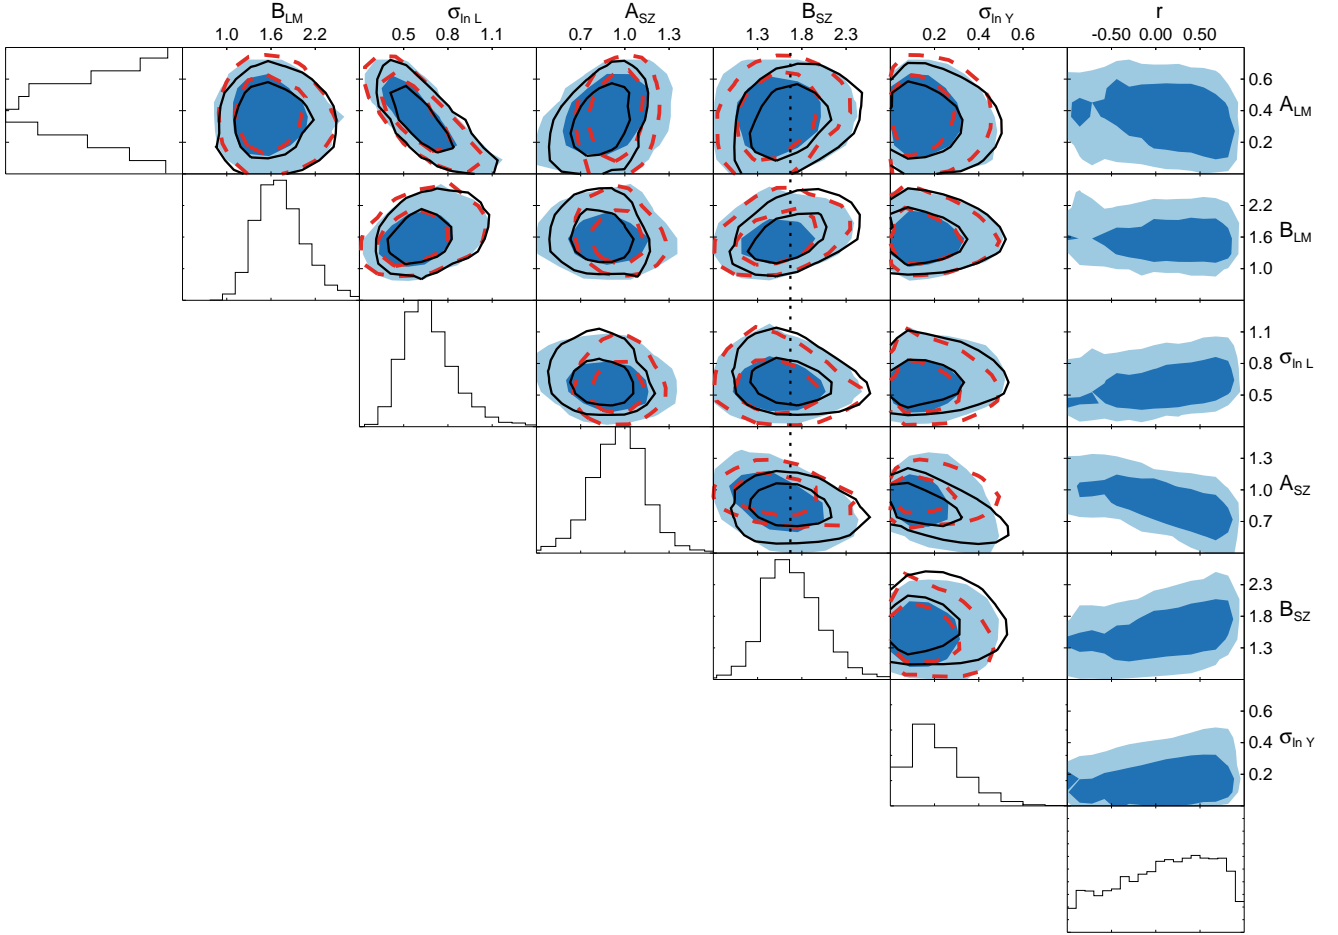 B_LM σ_ln L A_SZ B_SZ σ_ln Y r
1.0 1.6 2.2 0.5 0.8 1.1 0.7 1.0 1.3 1.3 1.8 2.3 0.2 0.4 0.6 -0.50 0.00 0.50
0.6
0.4 A_LM
0.2
2.2
1.6 B_LM
1.0
1.1
0.8 σ_ln L
0.5
1.3
1.0 A_SZ
0.7
2.3
1.8 B_SZ
1.3
0.6
0.4 σ_ln Y
0.2